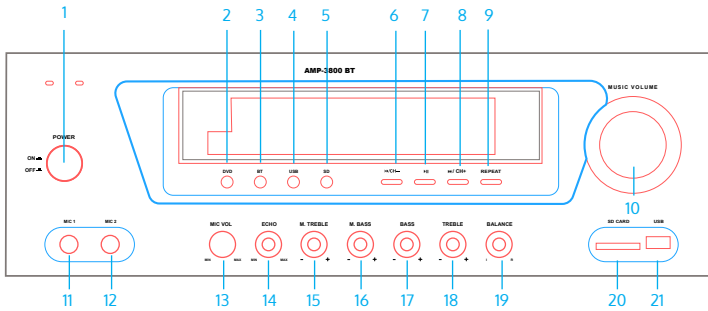 1 2 3 4 5 6 7 8 9
AMP-3800 BT
MUSIC VOLUME
POWER
ON
OFF
DVD BT USB SD ⏮/CH− ⏯ ⏭/ CH+ REPEAT
10
MIC 1 MIC 2 MIC VOL ECHO M. TREBLE M. BASS BASS TREBLE BALANCE SD CARD USB
MIN MAX MIN MAX − + − + − + − + L R
11 12 13 14 15 16 17 18 19 20 21